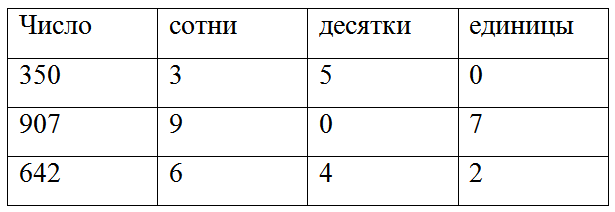 Число сотни десятки единицы
350 3 5 0
907 9 0 7
642 6 4 2